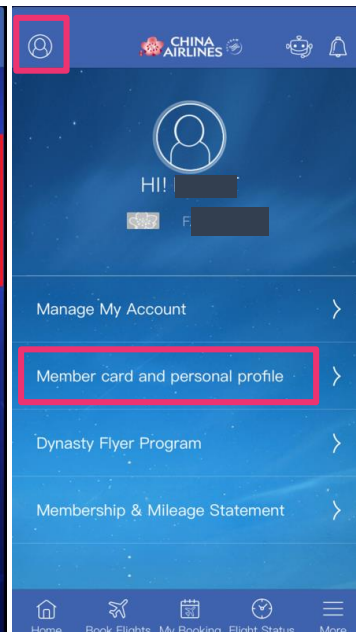 CHINA
AIRLINES
HI!
F
Manage My Account
Member card and personal profile
Dynasty Flyer Program
Membership & Mileage Statement
Home Book Flights My Booking Flight Status More